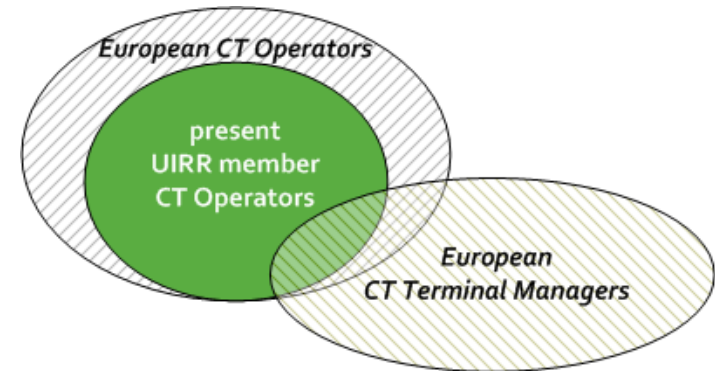 European CT Operators
present
UIRR member
CT Operators
European
CT Terminal Managers